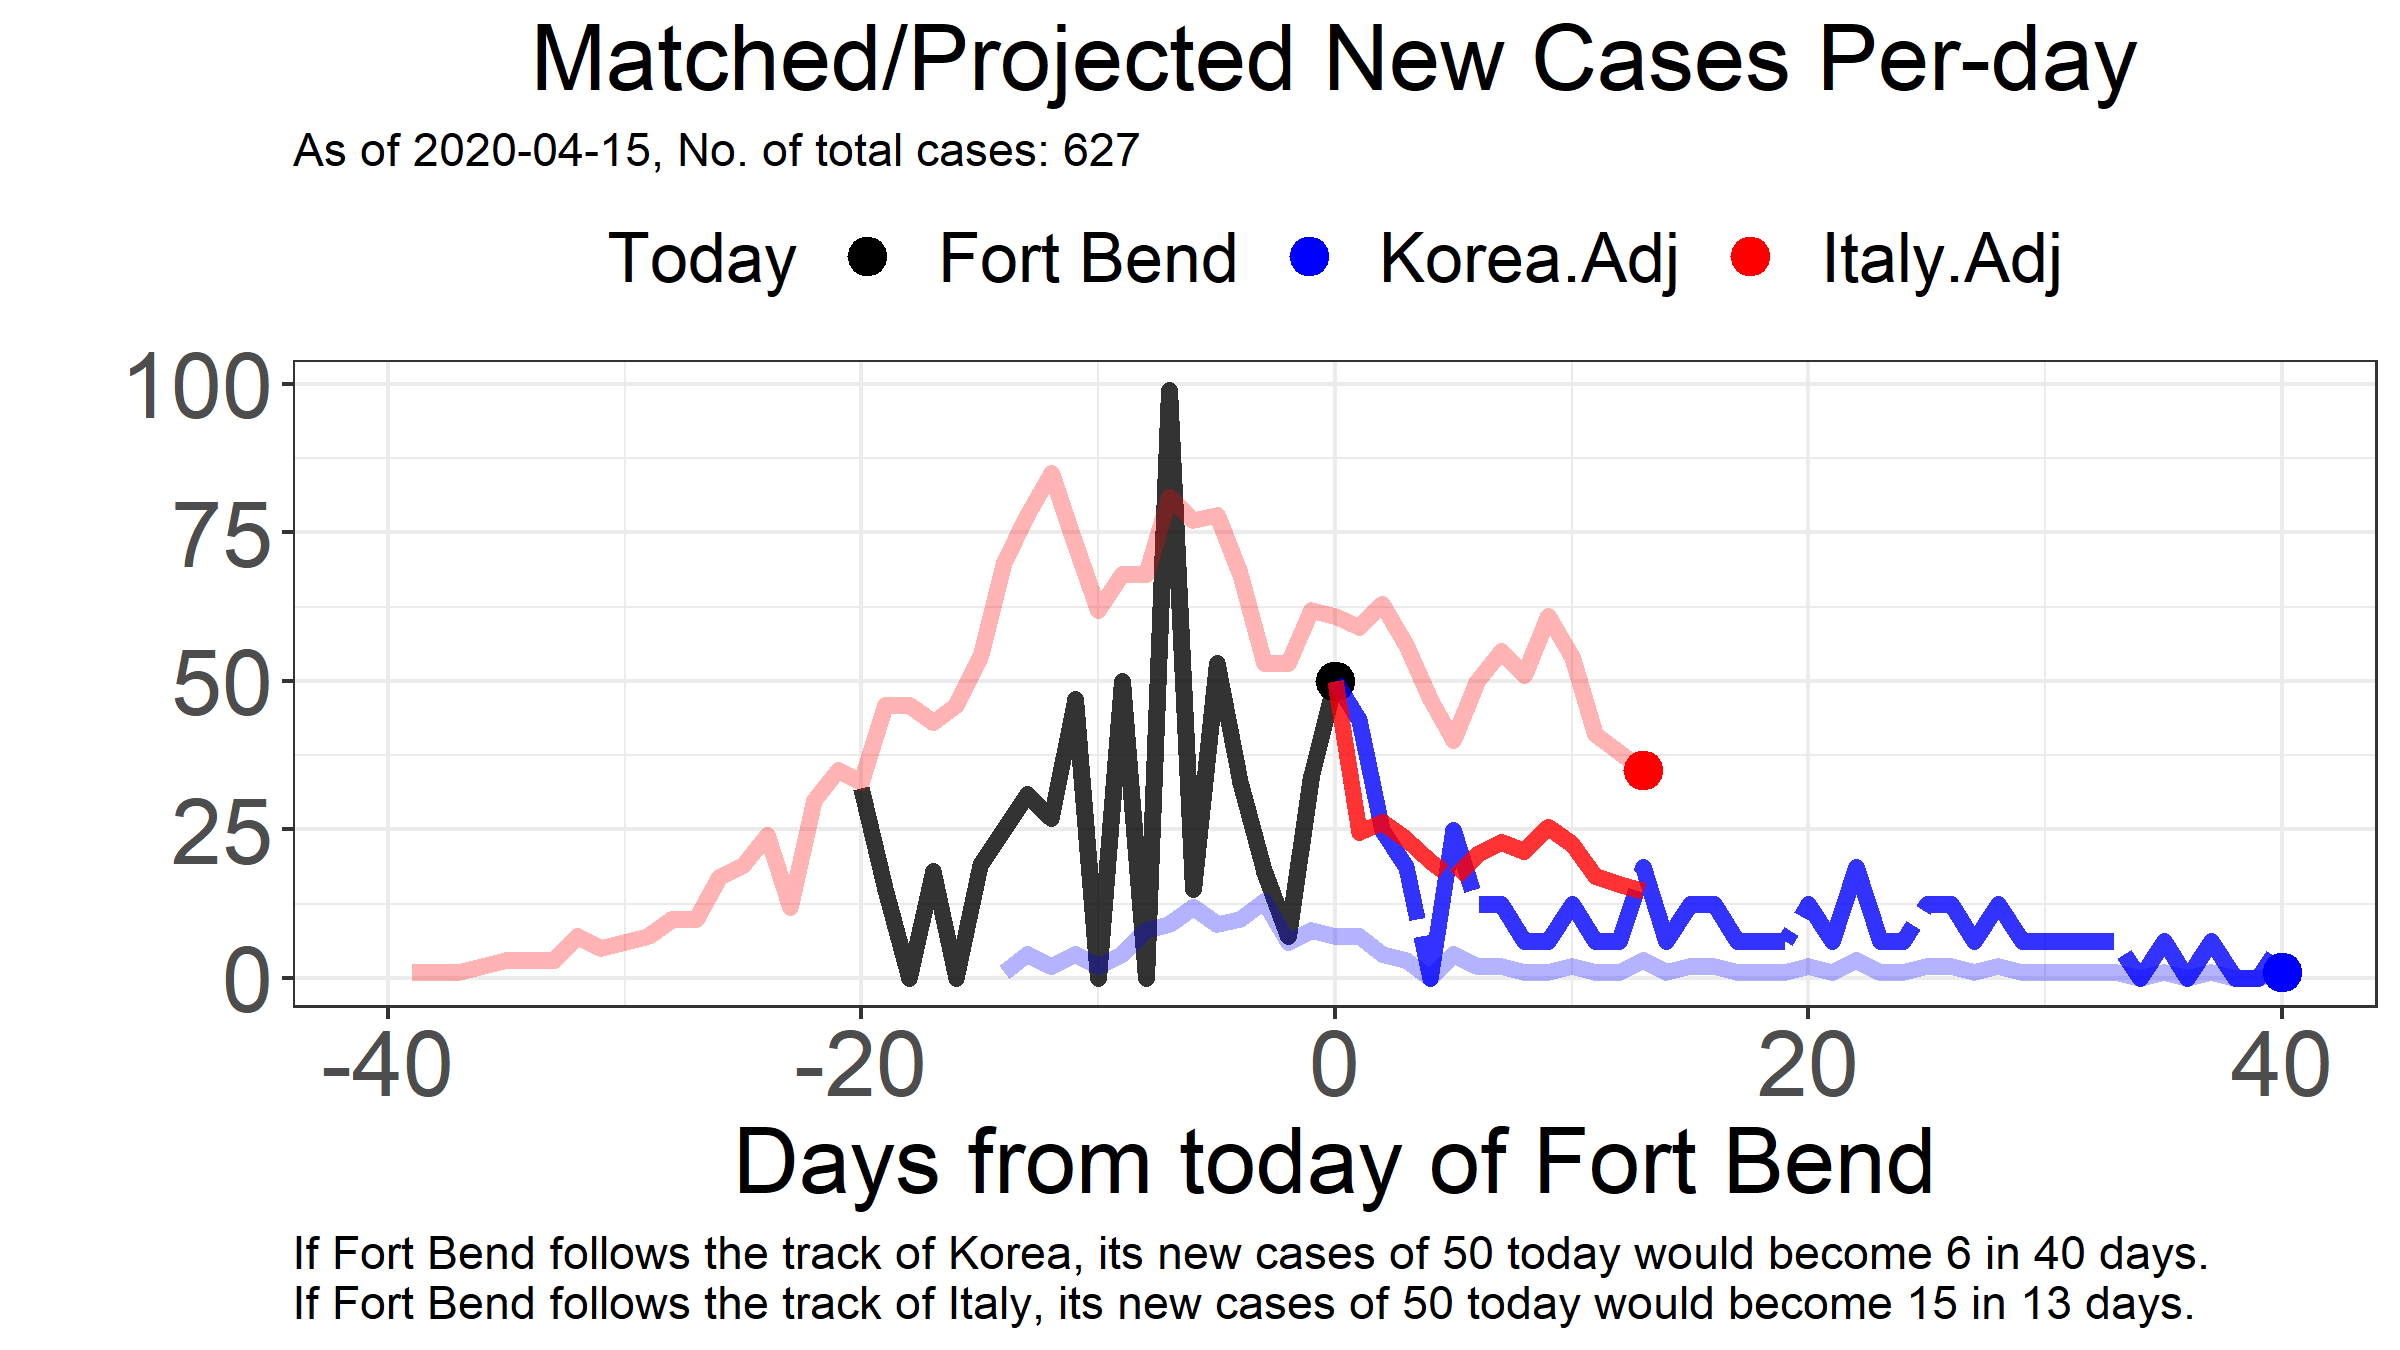 Matched/Projected New Cases Per-day
As of 2020-04-15, No. of total cases: 627
Today Fort Bend Korea.Adj Italy.Adj
100
75
50
25
0
-40 -20 0 20 40
Days from today of Fort Bend
If Fort Bend follows the track of Korea, its new cases of 50 today would become 6 in 40 days.
If Fort Bend follows the track of Italy, its new cases of 50 today would become 15 in 13 days.